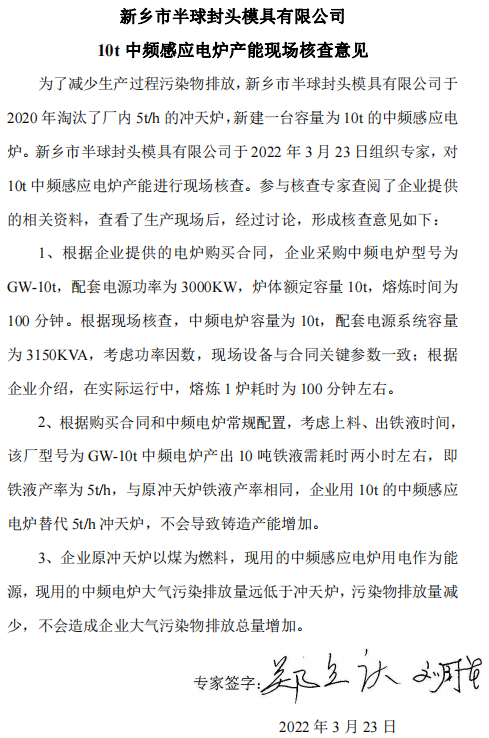 新乡市半球封头模具有限公司
10t 中频感应电炉产能现场核查意见
为了减少生产过程污染物排放，新乡市半球封头模具有限公司于
2020 年淘汰了厂内 5t/h 的冲天炉，新建一台容量为 10t 的中频感应电
炉。新乡市半球封头模具有限公司于 2022 年 3 月 23 日组织专家，对
10t 中频感应电炉产能进行现场核查。参与核查专家查阅了企业提供
的相关资料，查看了生产现场后，经过讨论，形成核查意见如下：
1、根据企业提供的电炉购买合同，企业采购中频电炉型号为
GW-10t，配套电源功率为 3000KW，炉体额定容量 10t，熔炼时间为
100 分钟。根据现场核查，中频电炉容量为 10t，配套电源系统容量
为 3150KVA，考虑功率因数，现场设备与合同关键参数一致；根据
企业介绍，在实际运行中，熔炼 1 炉耗时为 100 分钟左右。
2、根据购买合同和中频电炉常规配置，考虑上料、出铁液时间，
该厂型号为 GW-10t 中频电炉产出 10 吨铁液需耗时两小时左右，即
铁液产率为 5t/h，与原冲天炉铁液产率相同，企业用 10t 的中频感应
电炉替代 5t/h 冲天炉，不会导致铸造产能增加。
3、企业原冲天炉以煤为燃料，现用的中频感应电炉用电作为能
源，现用的中频电炉大气污染排放量远低于冲天炉，污染物排放量减
少，不会造成企业大气污染物排放总量增加。
专家签字：
2022 年 3 月 23 日